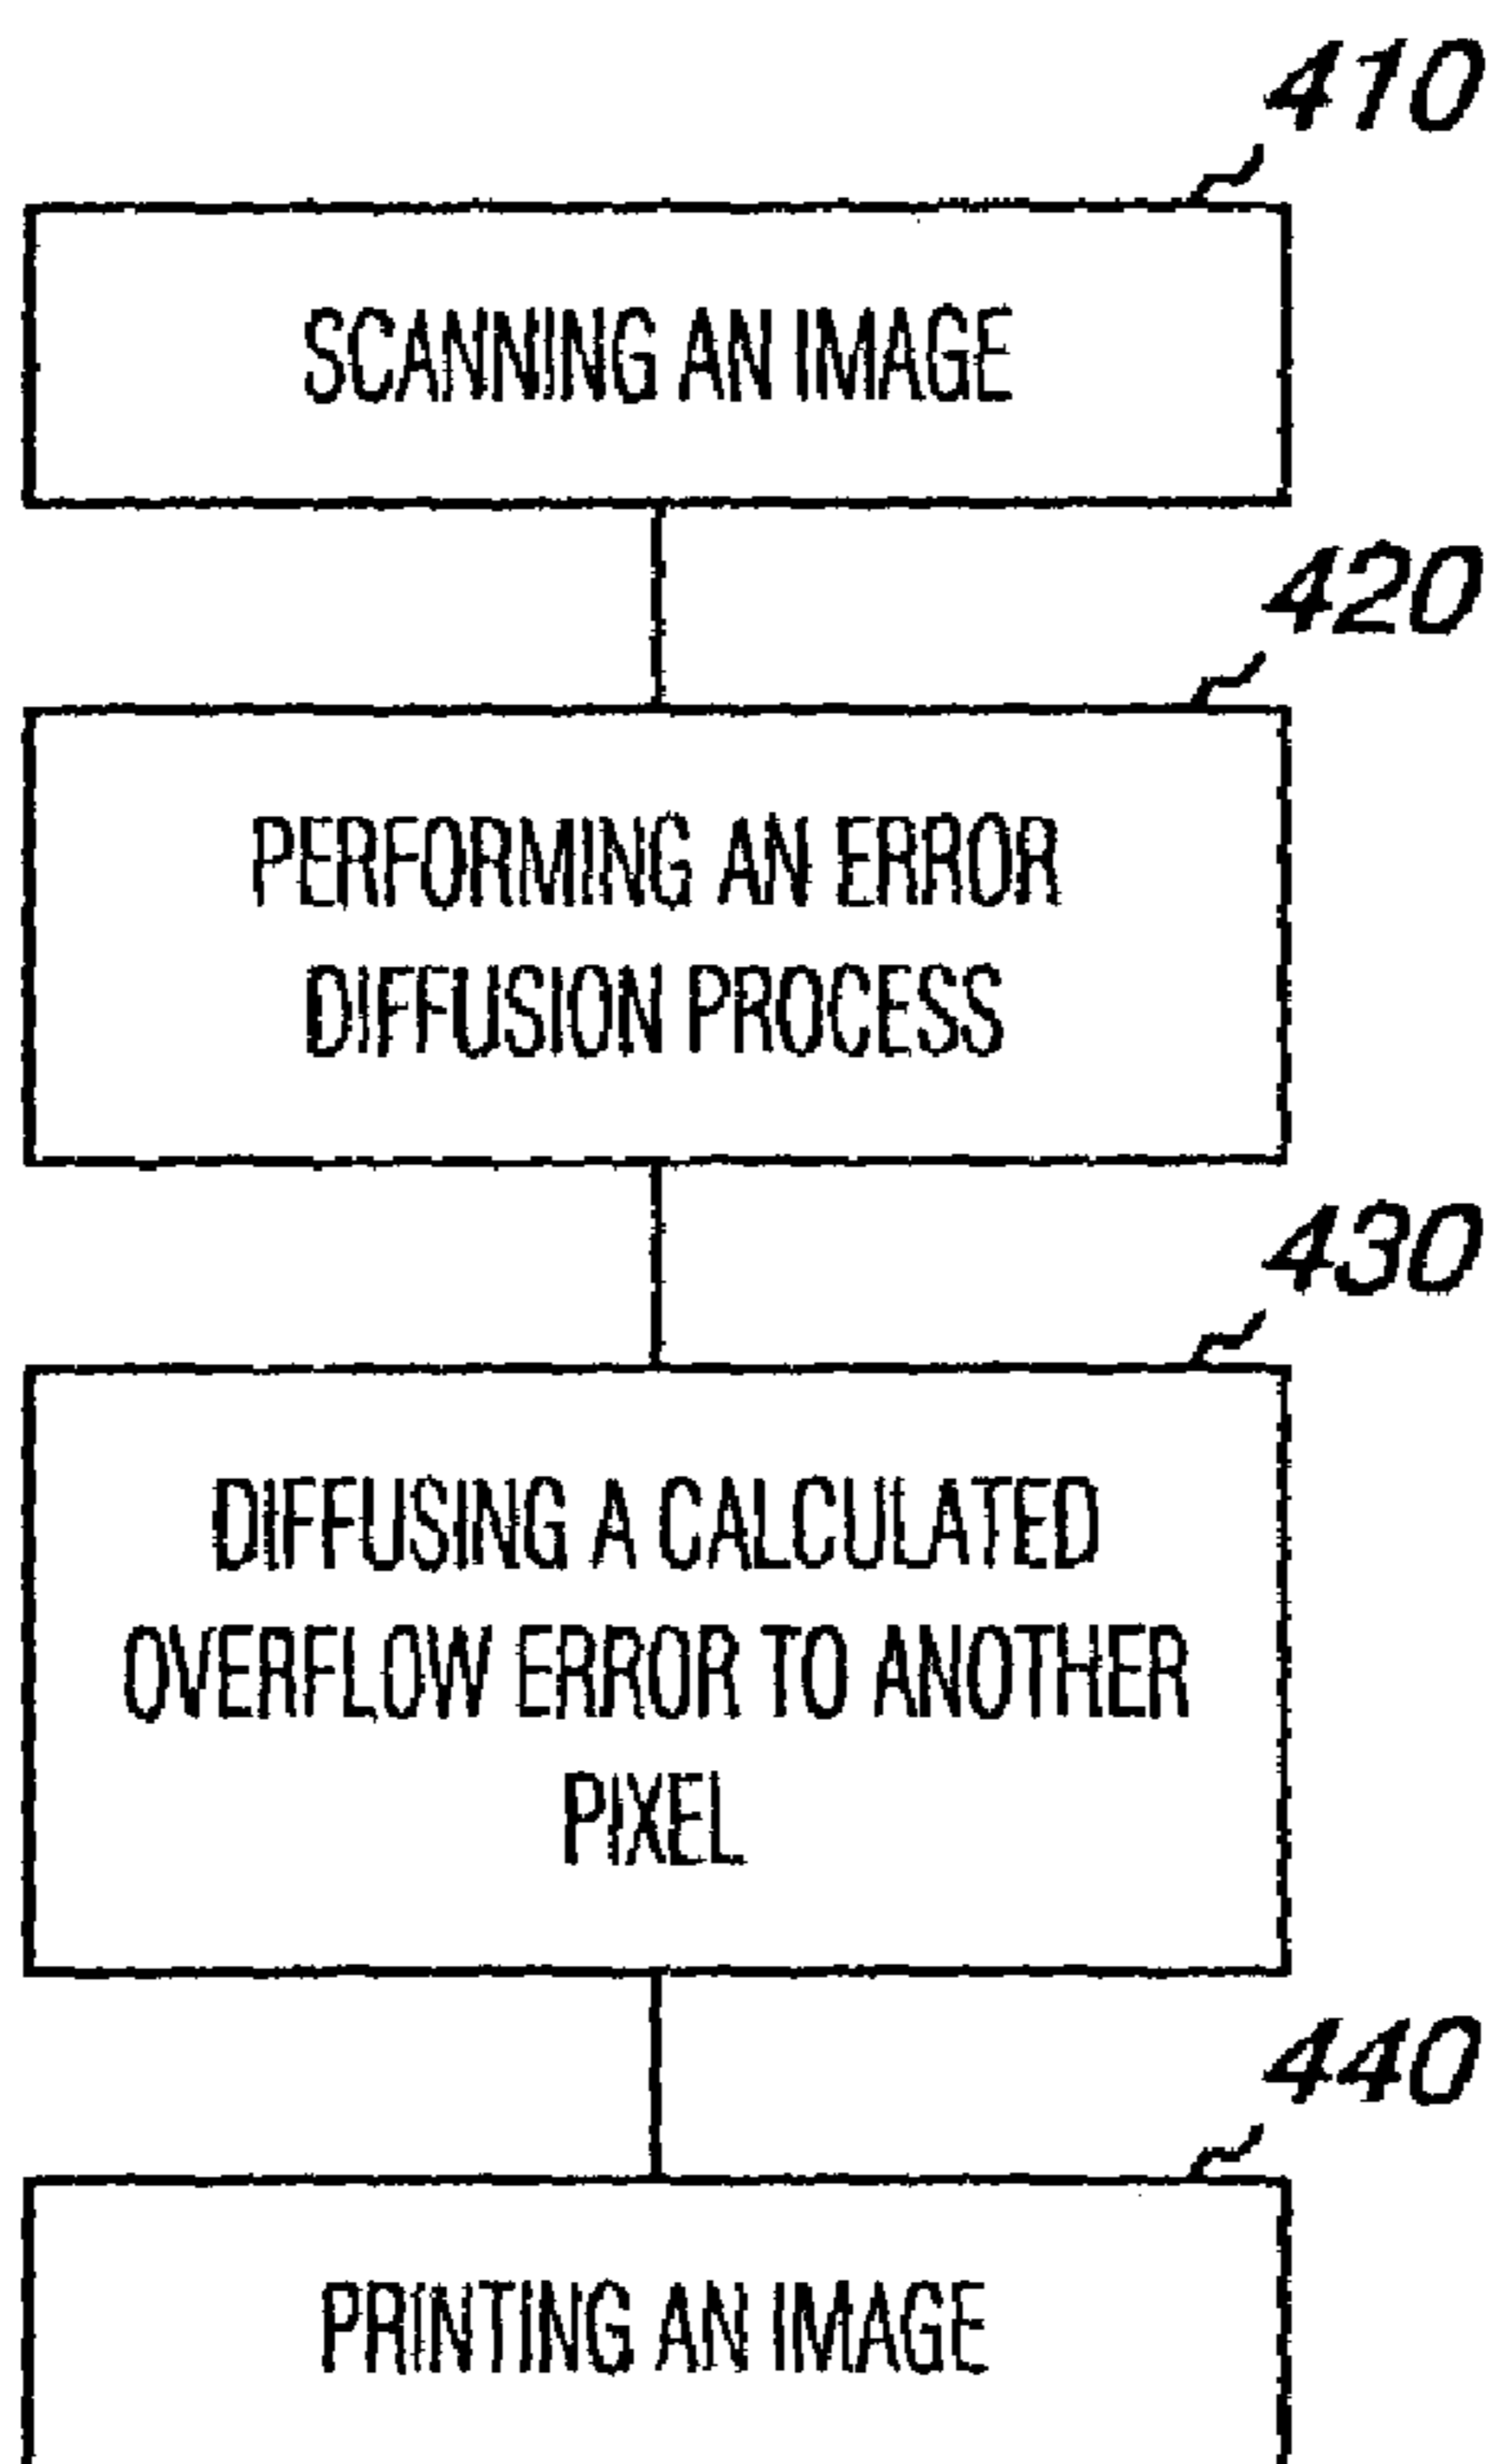 410
SCANNING AN IMAGE
420
PERFORMING AN ERROR
DIFFUSION PROCESS
430
DIFFUSING A CALCULATED
OVERFLOW ERROR TO ANOTHER
PIXEL
440
PRINTING AN IMAGE